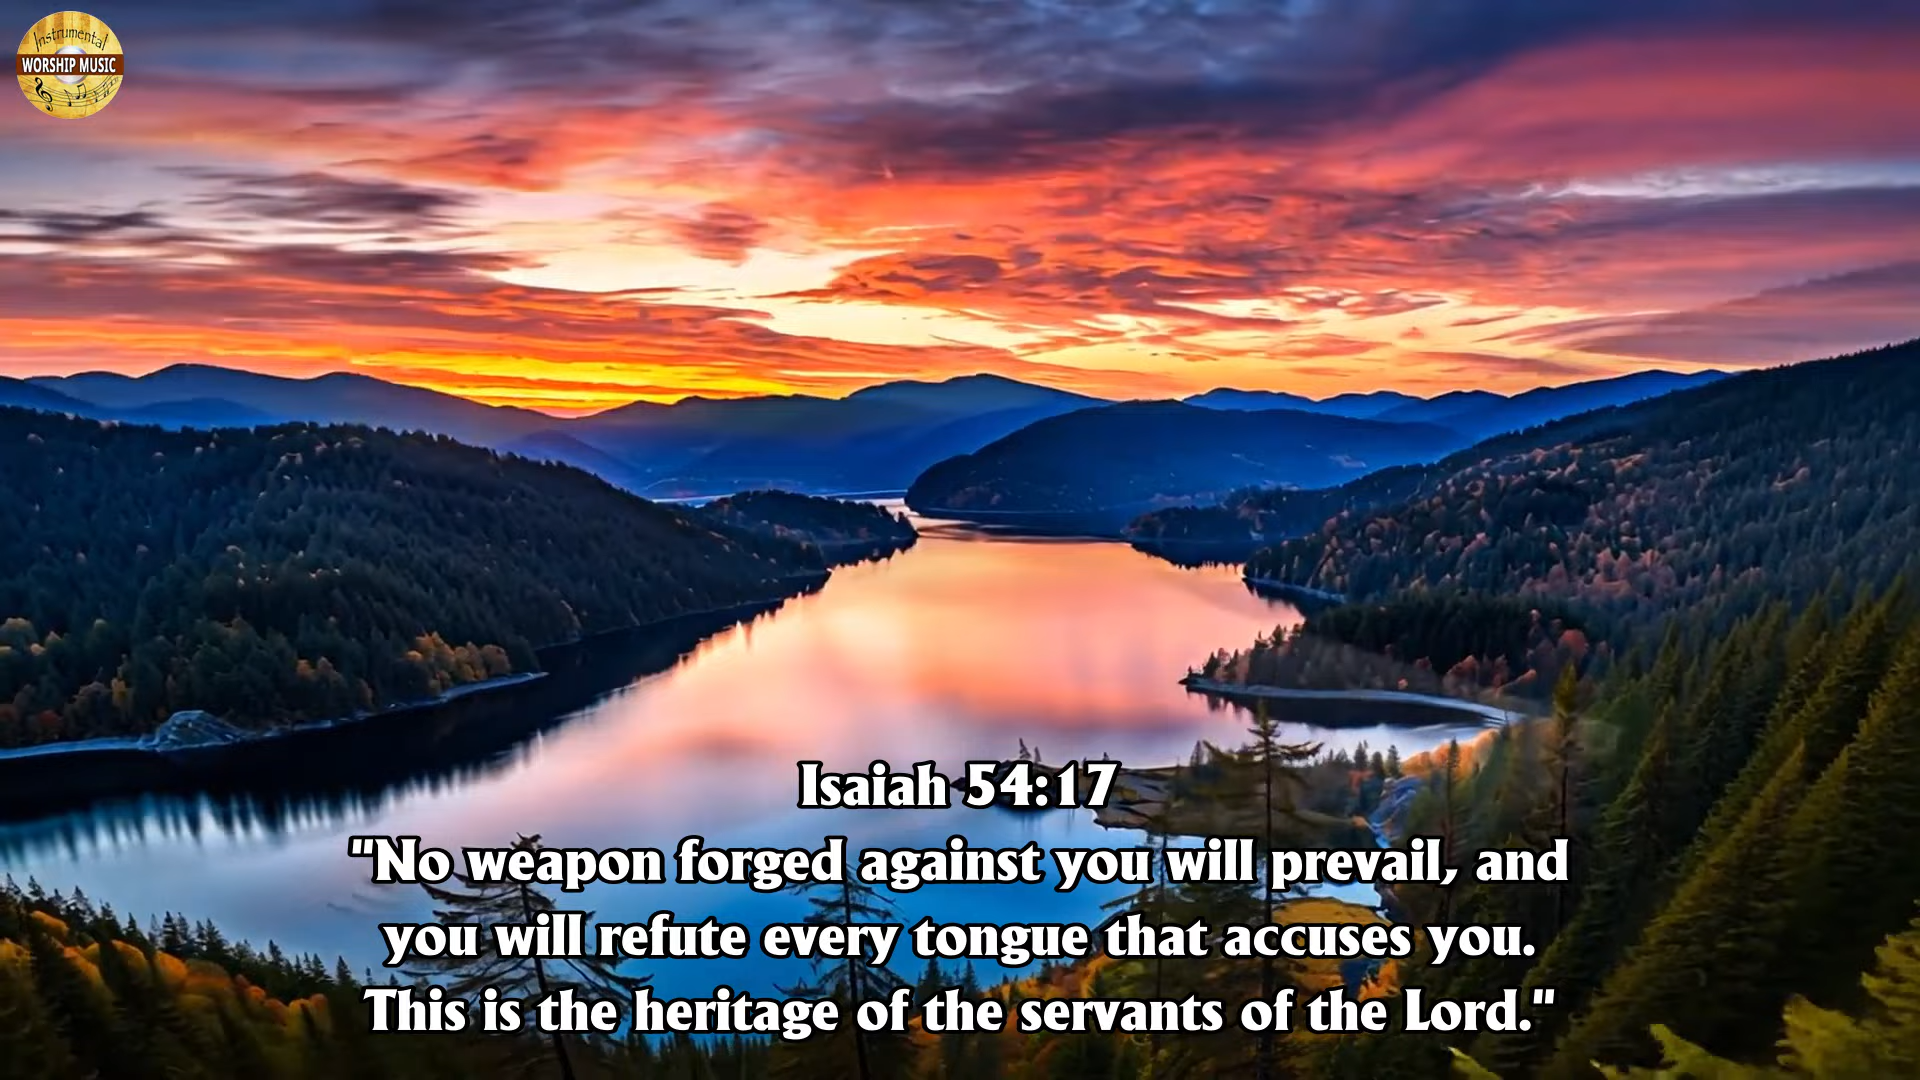 Instrumental
WORSHIP MUSIC
Isaiah 54:17
"No weapon forged against you will prevail, and
you will refute every tongue that accuses you.
This is the heritage of the servants of the Lord."